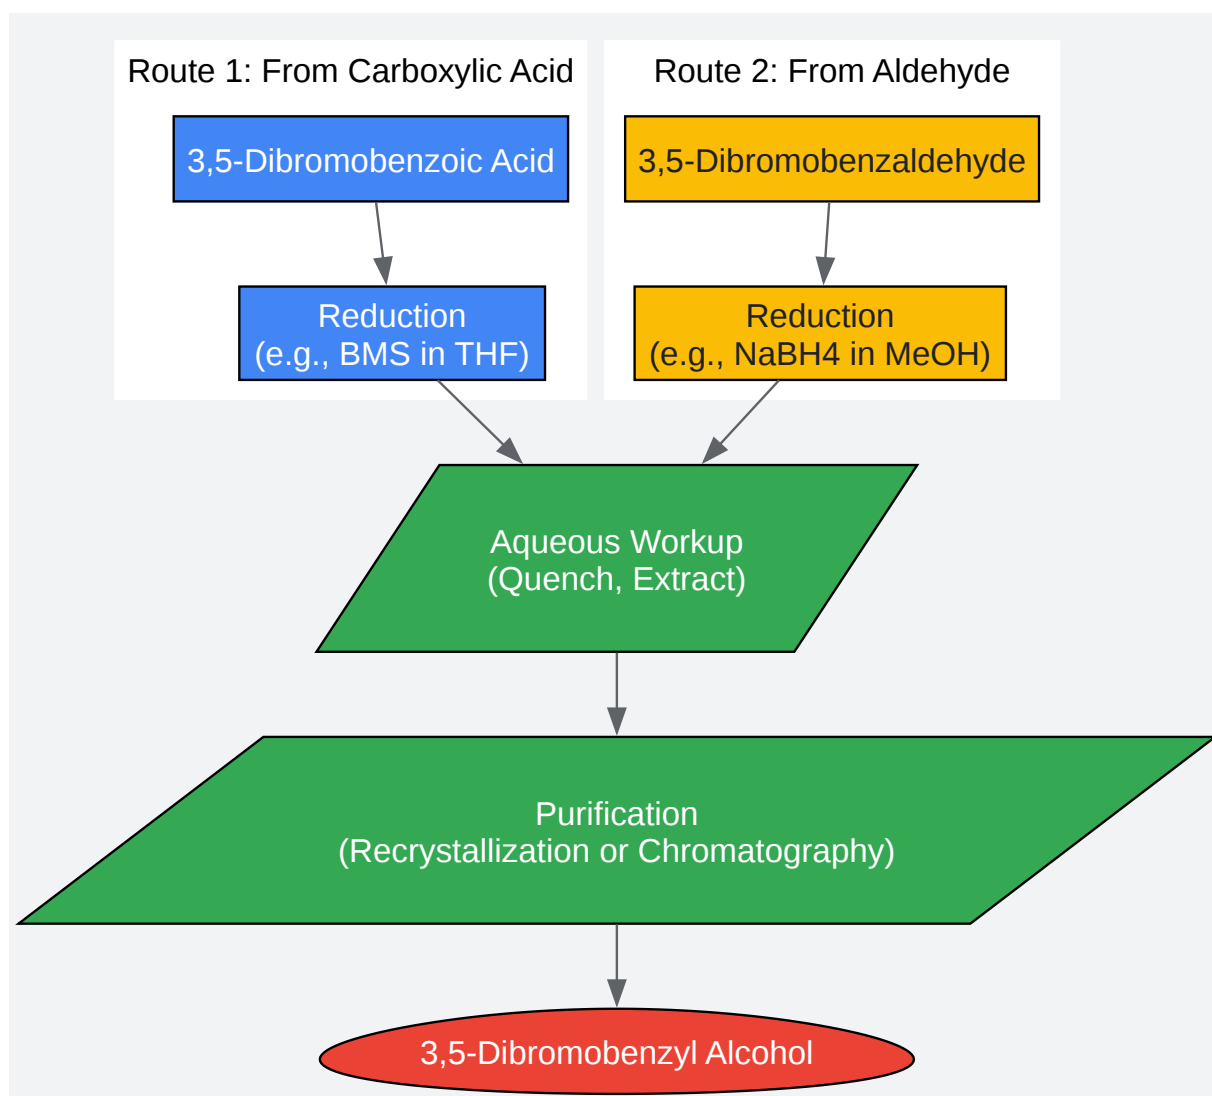 Route 1: From Carboxylic Acid
3,5-Dibromobenzoic Acid
Reduction
(e.g., BMS in THF)
Route 2: From Aldehyde
3,5-Dibromobenzaldehyde
Reduction
(e.g., NaBH4 in MeOH)
Aqueous Workup
(Quench, Extract)
Purification
(Recrystallization or Chromatography)
3,5-Dibromobenzyl Alcohol